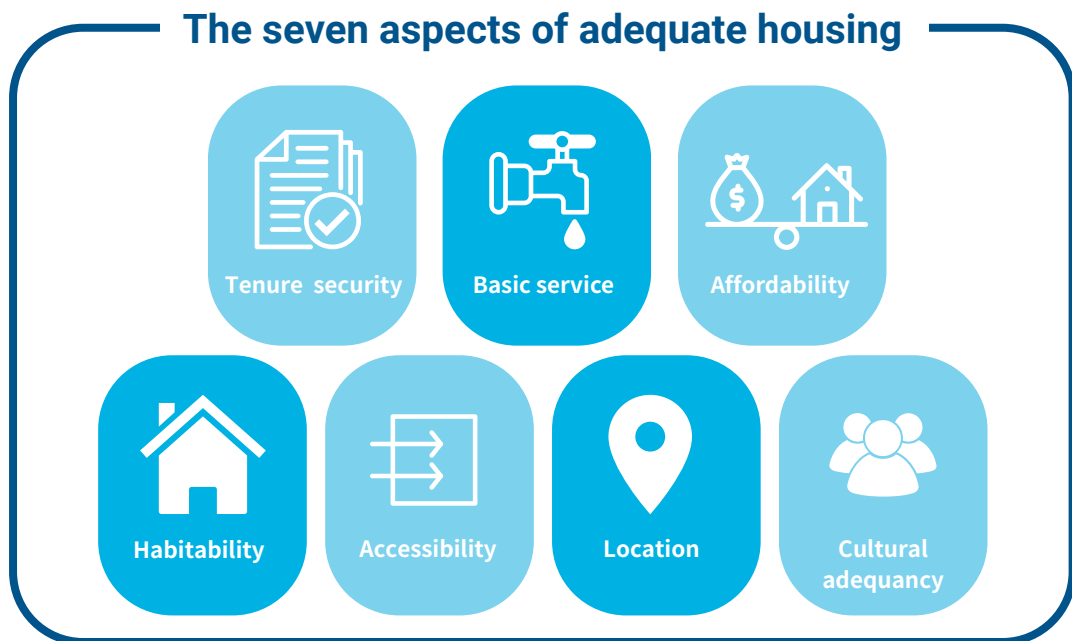 The seven aspects of adequate housing
Tenure security
Basic service
$
Affordability
Habitability
Accessibility
Location
Cultural
adequancy